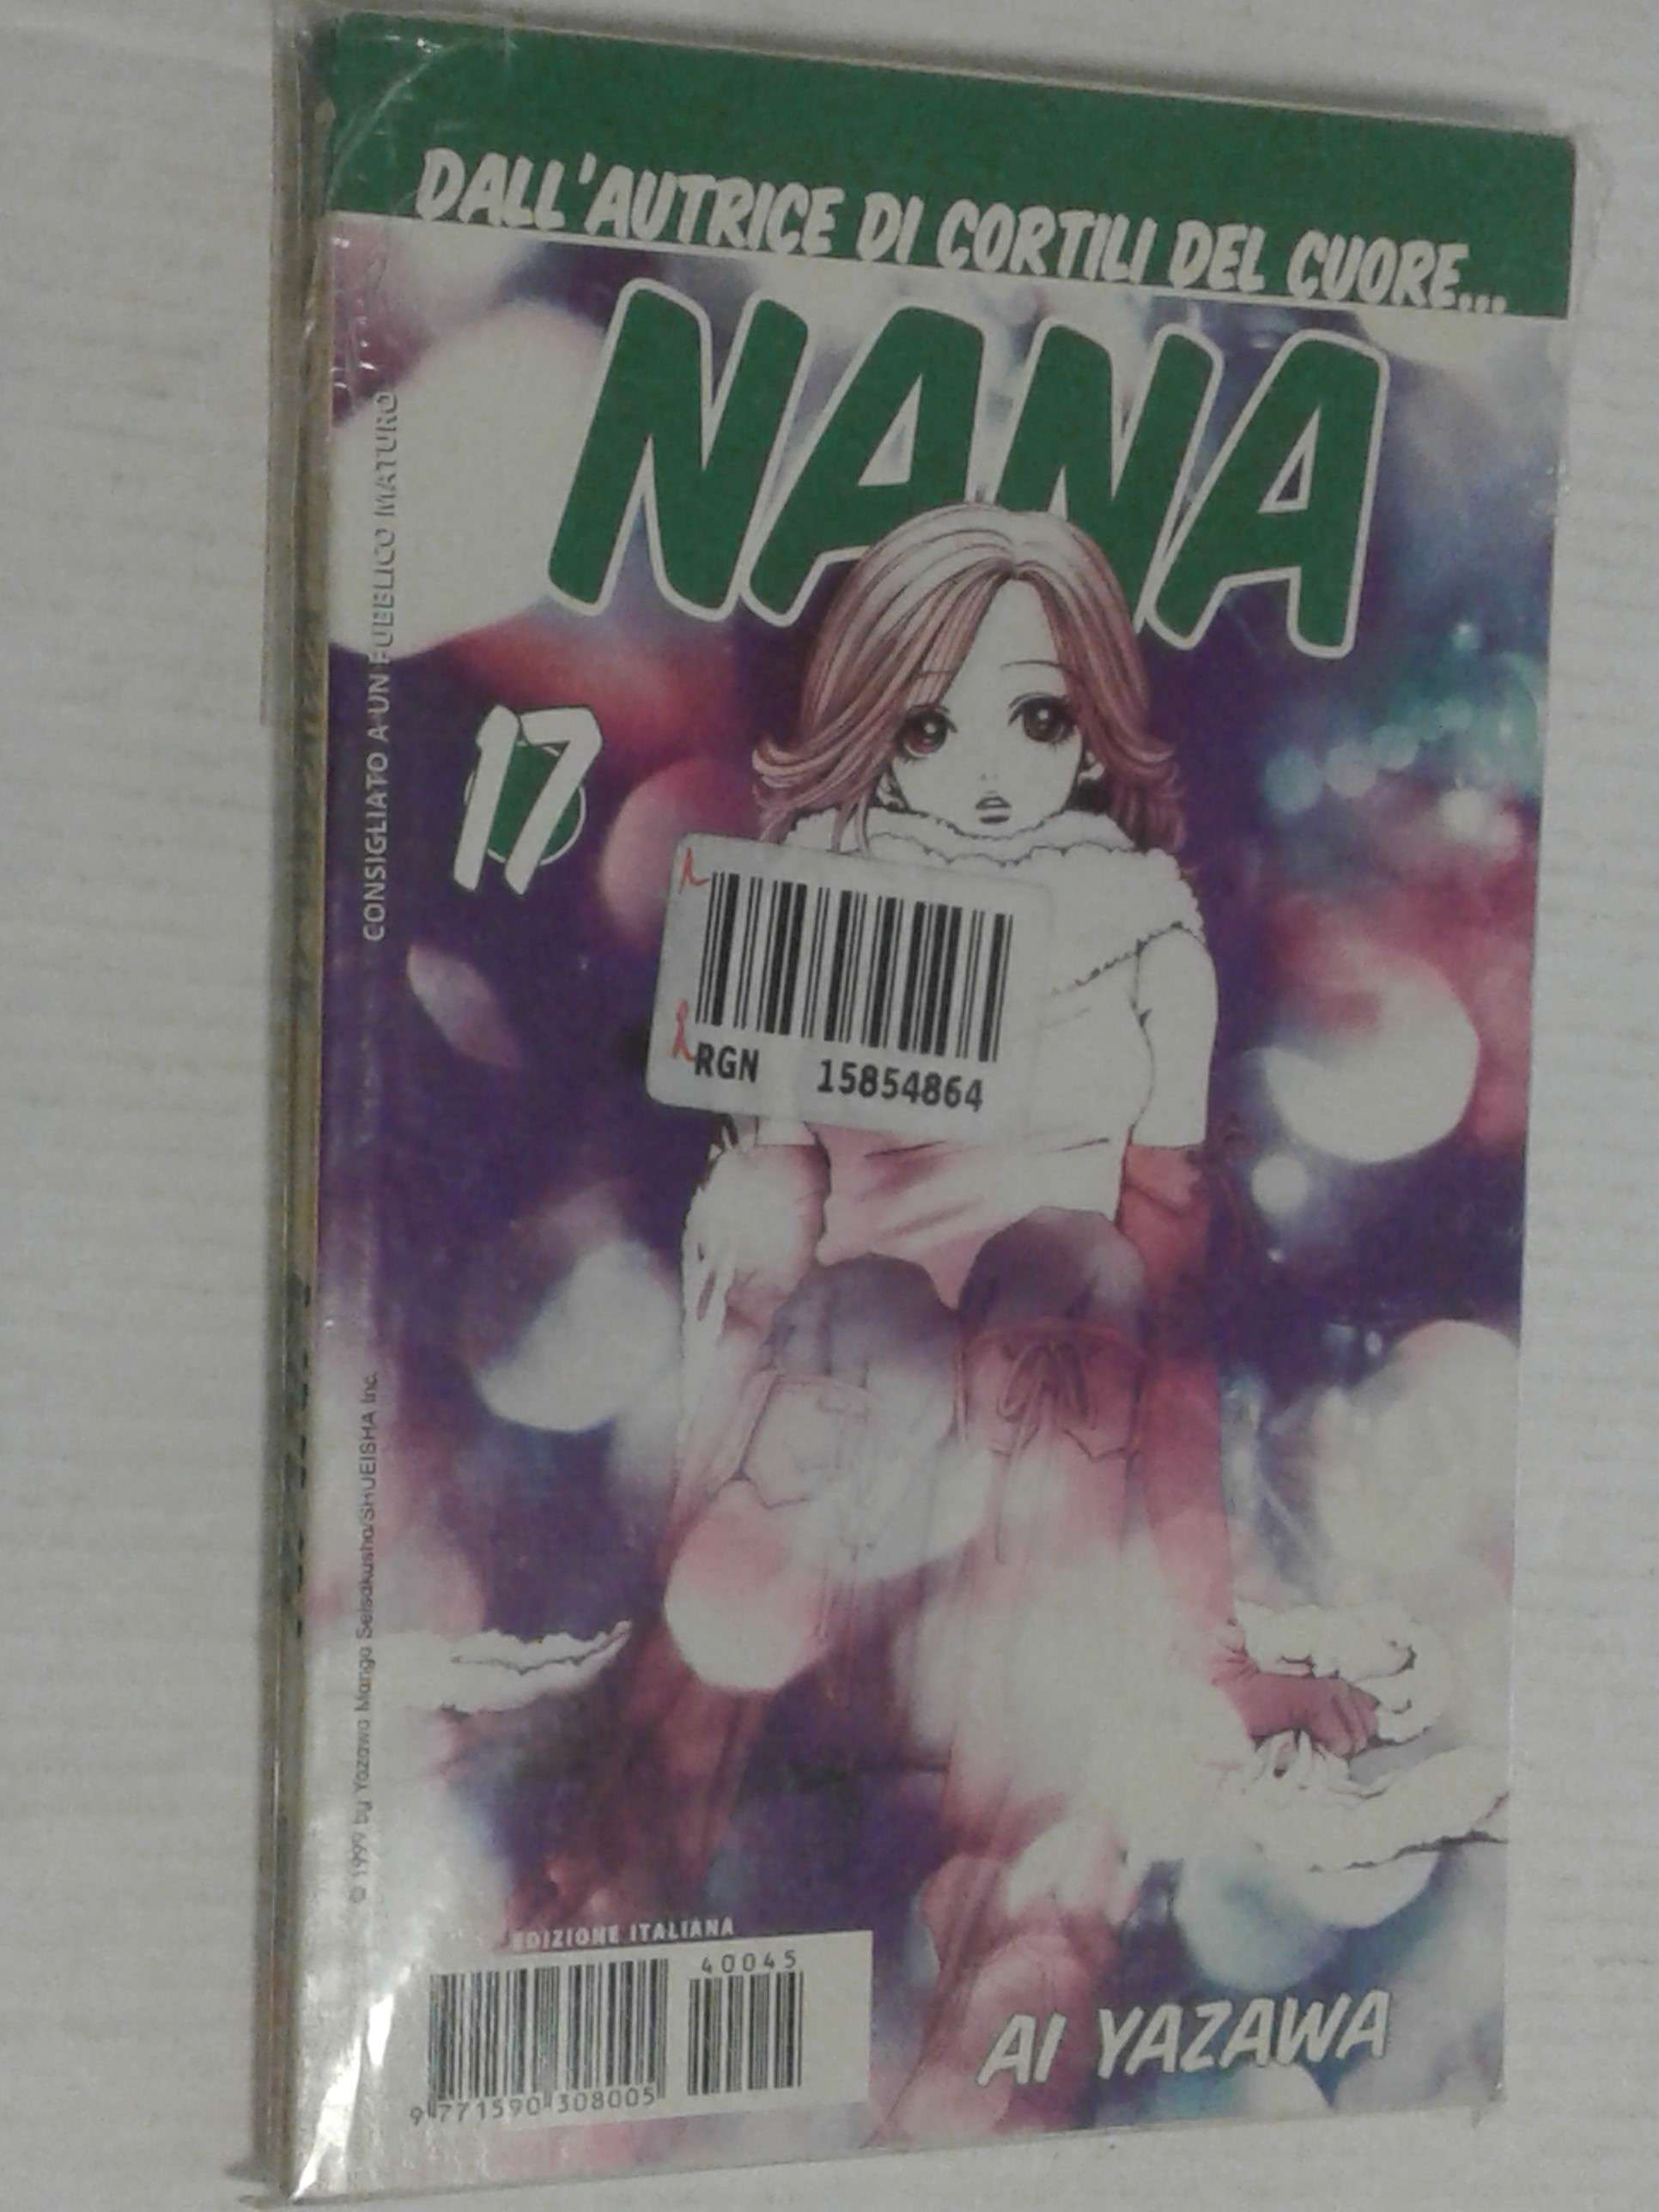 DALL'AUTRICE DI CORTILI DEL CUORE...
NANA
CONSIGLIATO A UN PUBBLICO MATURO
17
RGN 15854864
© 1999 by Yazawa Manga Seisakusho/SHUEISHA Inc.
EDIZIONE ITALIANA
40045
9 771590 308005
AI YAZAWA